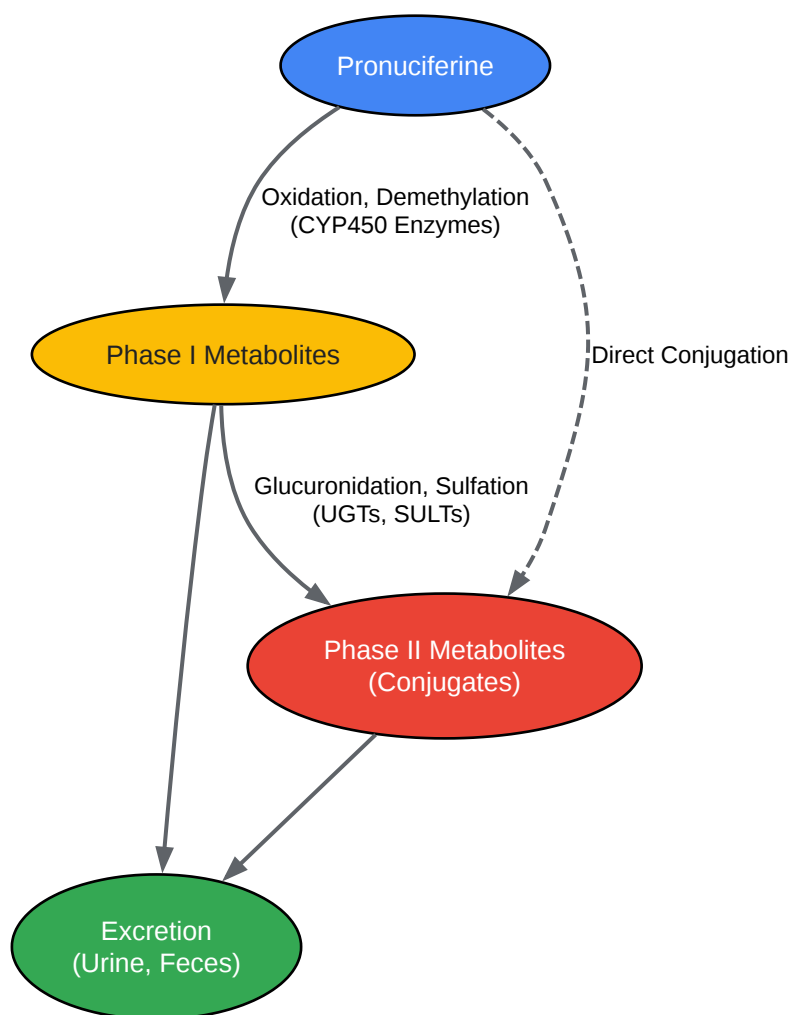 Pronuciferine
Oxidation, Demethylation
(CYP450 Enzymes)
Phase I Metabolites
Direct Conjugation
Glucuronidation, Sulfation
(UGTs, SULTs)
Phase II Metabolites
(Conjugates)
Excretion
(Urine, Feces)